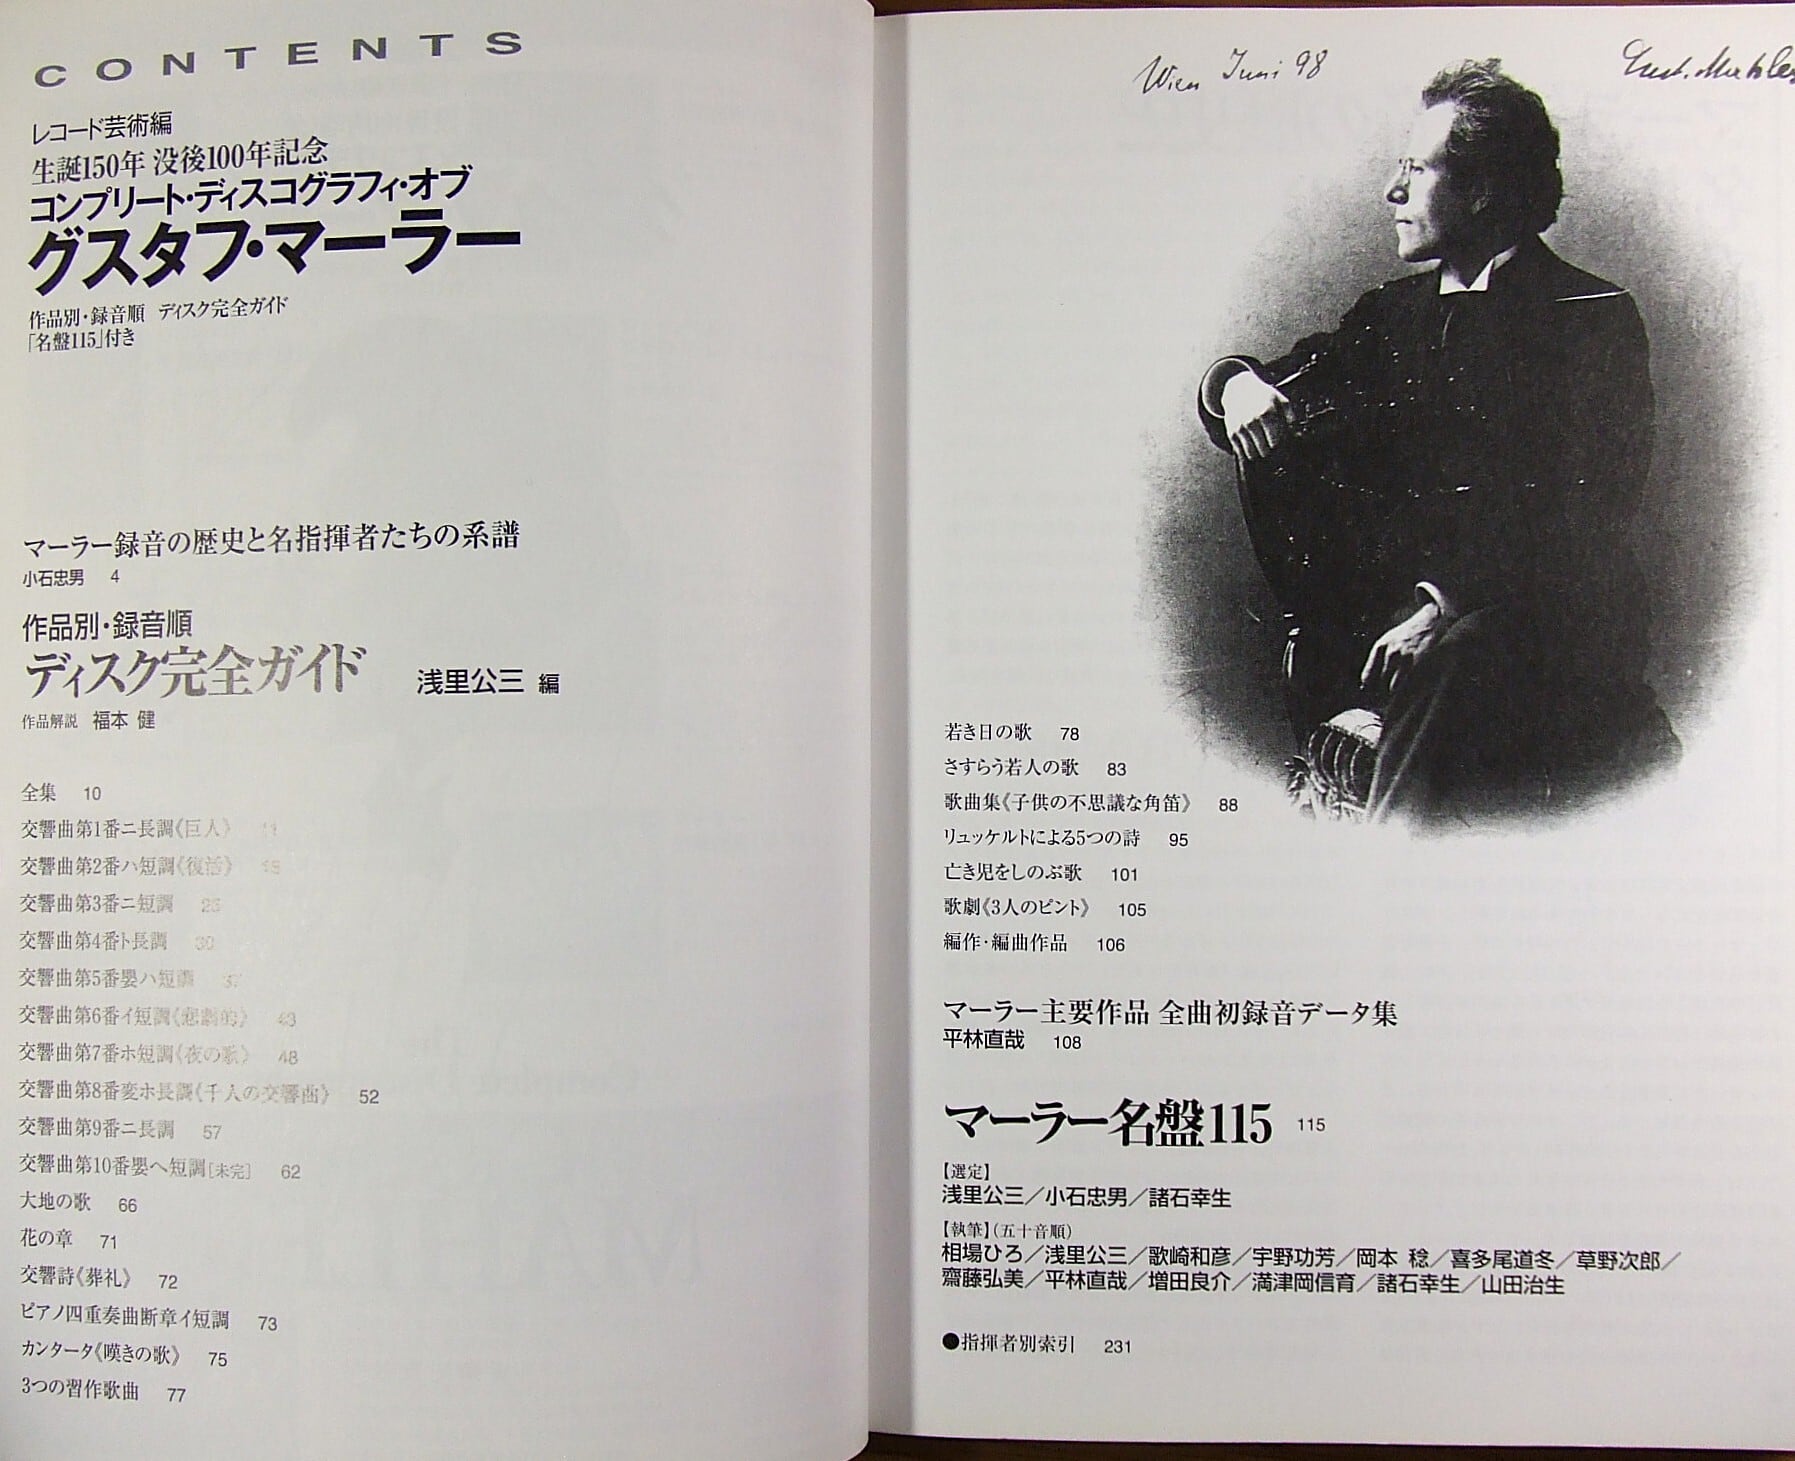 CONTENTS
レコード芸術編
生誕150年 没後100年記念
コンプリート・ディスコグラフィ・オブ
グスタフ・マーラー
作品別・録音順 ディスク完全ガイド
「名盤115」付き
マーラー録音の歴史と名指揮者たちの系譜
小石忠男 4
作品別・録音順
ディスク完全ガイド 浅里公三 編
作品解説 福本 健
全集 10
交響曲第1番ニ長調《巨人》 11
交響曲第2番ハ短調《復活》
交響曲第3番ニ短調
交響曲第4番ト長調 30
交響曲第5番嬰ハ短調 37
交響曲第6番イ短調《悲劇的》 43
交響曲第7番ホ短調《夜の歌》 48
交響曲第8番変ホ長調《千人の交響曲》 52
交響曲第9番ニ長調 57
交響曲第10番嬰ヘ短調[未完] 62
大地の歌 66
花の章 71
交響詩《葬礼》 72
ピアノ四重奏曲断章イ短調 73
カンタータ《嘆きの歌》 75
3つの習作歌曲 77
Wien Juni 98
Gust. Mahler
若き日の歌 78
さすらう若人の歌 83
歌曲集《子供の不思議な角笛》 88
リュッケルトによる5つの詩 95
亡き児をしのぶ歌 101
歌劇《3人のピント》 105
編作・編曲作品 106
マーラー主要作品 全曲初録音データ集
平林直哉 108
マーラー名盤115 115
【選定】
浅里公三／小石忠男／諸石幸生
【執筆】(五十音順)
相場ひろ／浅里公三／歌崎和彦／宇野功芳／岡本 稔／喜多尾道冬／草野次郎／
齋藤弘美／平林直哉／増田良介／満津岡信育／諸石幸生／山田治生
●指揮者別索引 231